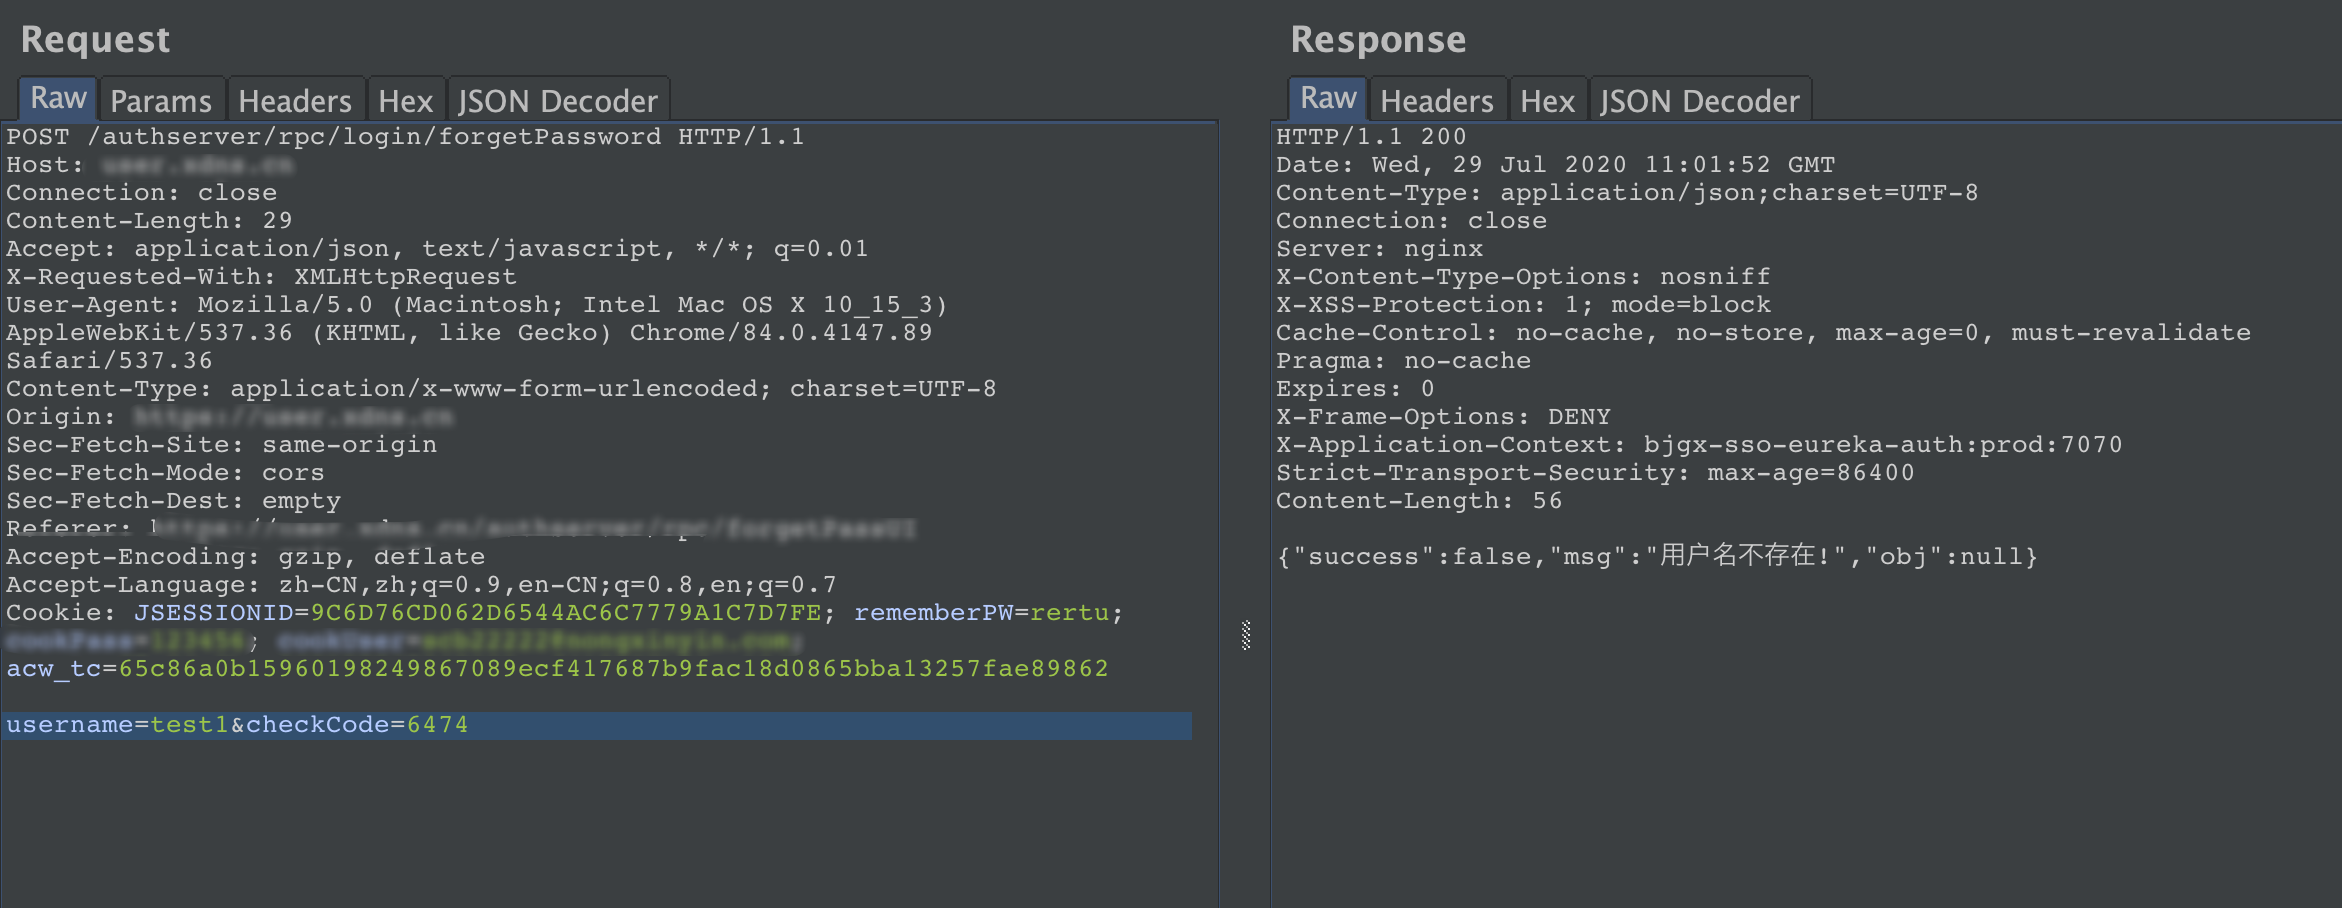 Request
Raw Params Headers Hex JSON Decoder
POST /authserver/rpc/login/forgetPassword HTTP/1.1
Host:
Connection: close
Content-Length: 29
Accept: application/json, text/javascript, */*; q=0.01
X-Requested-With: XMLHttpRequest
User-Agent: Mozilla/5.0 (Macintosh; Intel Mac OS X 10_15_3)
AppleWebKit/537.36 (KHTML, like Gecko) Chrome/84.0.4147.89
Safari/537.36
Content-Type: application/x-www-form-urlencoded; charset=UTF-8
Origin:
Sec-Fetch-Site: same-origin
Sec-Fetch-Mode: cors
Sec-Fetch-Dest: empty
Referer:
Accept-Encoding: gzip, deflate
Accept-Language: zh-CN,zh;q=0.9,en-CN;q=0.8,en;q=0.7
Cookie: JSESSIONID=9C6D76CD062D6544AC6C7779A1C7D7FE; rememberPW=rertu;
acw_tc=65c86a0b15960198249867089ecf417687b9fac18d0865bba13257fae89862
username=test1&checkCode=6474
Response
Raw Headers Hex JSON Decoder
HTTP/1.1 200
Date: Wed, 29 Jul 2020 11:01:52 GMT
Content-Type: application/json;charset=UTF-8
Connection: close
Server: nginx
X-Content-Type-Options: nosniff
X-XSS-Protection: 1; mode=block
Cache-Control: no-cache, no-store, max-age=0, must-revalidate
Pragma: no-cache
Expires: 0
X-Frame-Options: DENY
X-Application-Context: bjgx-sso-eureka-auth:prod:7070
Strict-Transport-Security: max-age=86400
Content-Length: 56
{"success":false,"msg":"用户名不存在!","obj":null}